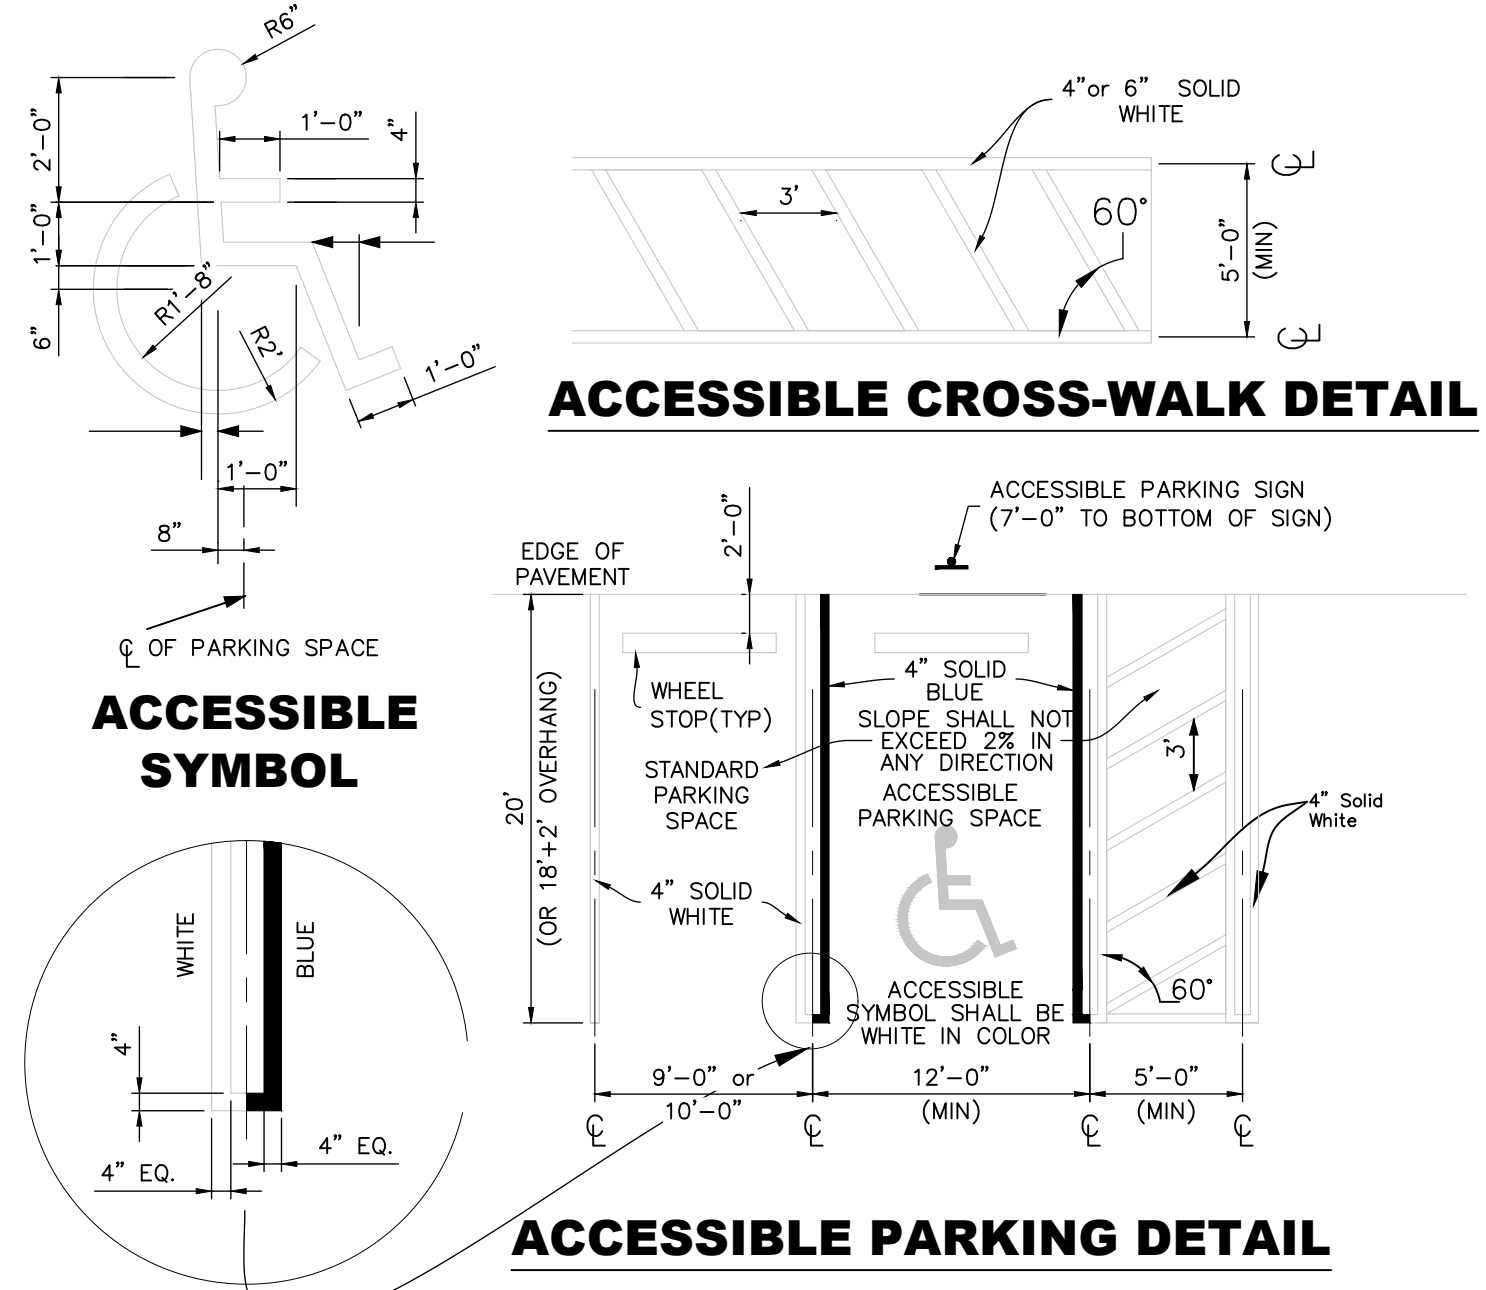 R6”
2’–0”
1’–0”
4”
1’–0”
6”
R1’–8”
R2’
1’–0”
1’–0”
8”
℄ OF PARKING SPACE
ACCESSIBLE
SYMBOL
4”or 6” SOLID
WHITE
3’
60°
5’–0”
(MIN)
℄
℄
ACCESSIBLE CROSS-WALK DETAIL
ACCESSIBLE PARKING SIGN
(7’–0” TO BOTTOM OF SIGN)
2’–0”
EDGE OF
PAVEMENT
20’
(OR 18’+2’ OVERHANG)
WHEEL
STOP(TYP)
4” SOLID
BLUE
SLOPE SHALL NOT
EXCEED 2% IN
ANY DIRECTION
STANDARD
PARKING
SPACE
ACCESSIBLE
PARKING SPACE
3’
4” Solid
White
4” SOLID
WHITE
60°
ACCESSIBLE
SYMBOL SHALL BE
WHITE IN COLOR
9’–0” or
10’–0”
12’–0”
(MIN)
5’–0”
(MIN)
℄
℄
℄
℄
WHITE
BLUE
4”
4” EQ.
4” EQ.
ACCESSIBLE PARKING DETAIL